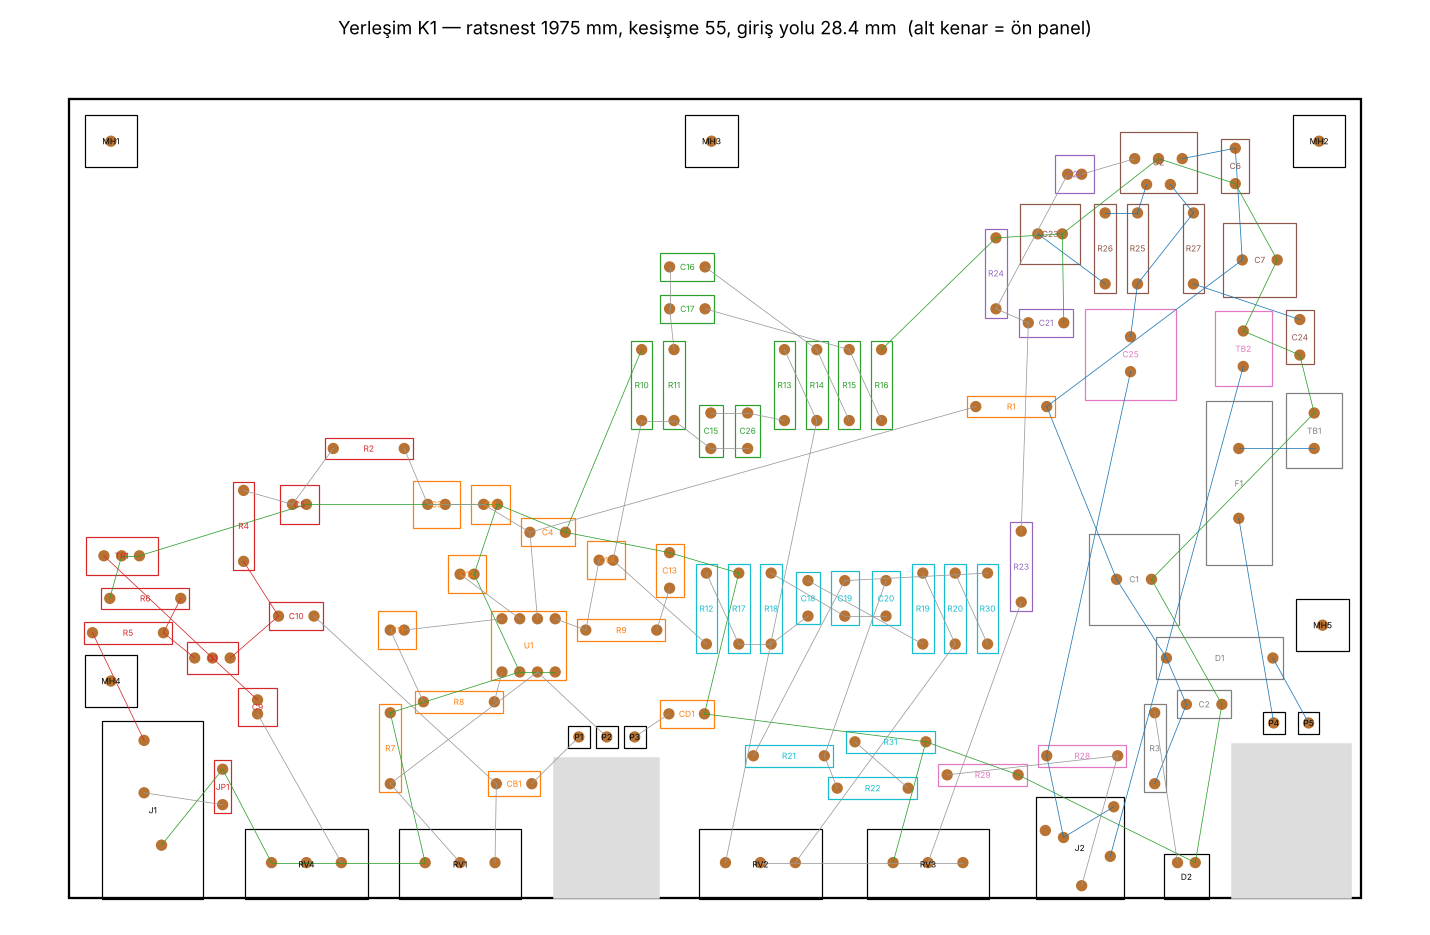 Yerleşim K1 — ratsnest 1975 mm, kesişme 55, giriş yolu 28.4 mm (alt kenar = ön panel)
MH1
MH3
MH2
C6
C23
R26
R25
R27
C7
R24
C16
C17
C21
C24
TB2
C25
R10
R11
R13
R14
R15
R16
R1
C15
C26
TB1
R2
F1
R4
C4
C13
R23
C1
R6
R12
R17
R18
C18
C19
C20
R19
R20
R30
R5
C10
R9
MH5
U1
D1
MH4
R8
CD1
C2
P1
P2
P3
P4
P5
R7
R21
R31
R28
R3
JP1
CB1
R22
R29
J1
J2
RV4
RV1
RV2
RV3
D2